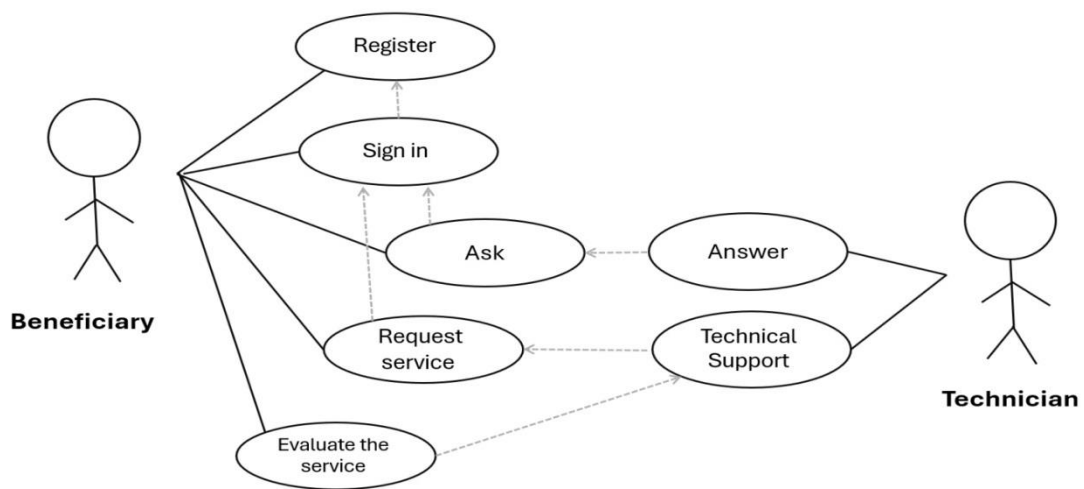 Register
Sign in
Ask
Answer
Beneficiary
Request
service
Technical
Support
Technician
Evaluate the
service